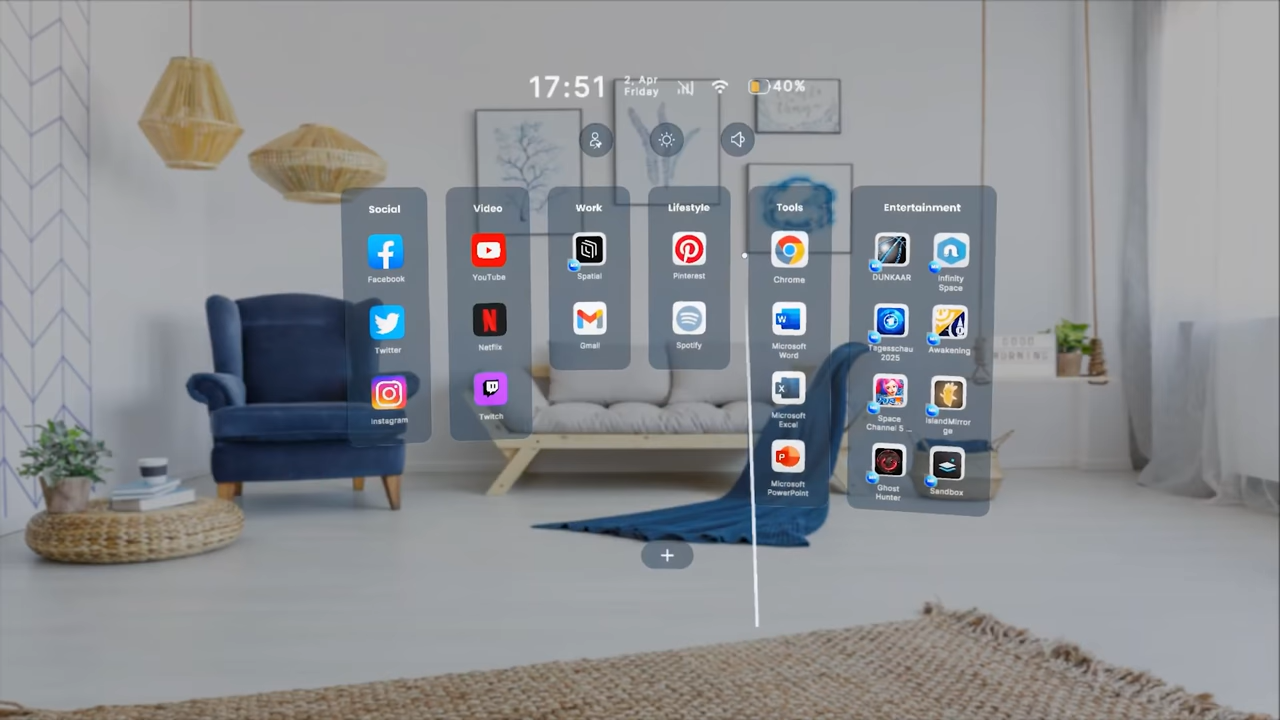 17:51
2, Apr
Friday
40%
Social
Facebook
Twitter
Instagram
Video
YouTube
Netflix
Twitch
Work
Spatial
Gmail
Lifestyle
Pinterest
Spotify
Tools
Chrome
Microsoft
Word
Microsoft
Excel
Microsoft
PowerPoint
Entertainment
DUNKAAR
Infinity
Space
Tagesschau
2025
Awakening
Space
Channel 5 ...
IslandMirror
ge
Ghost
Hunter
Sandbox
GOOD
MORNING